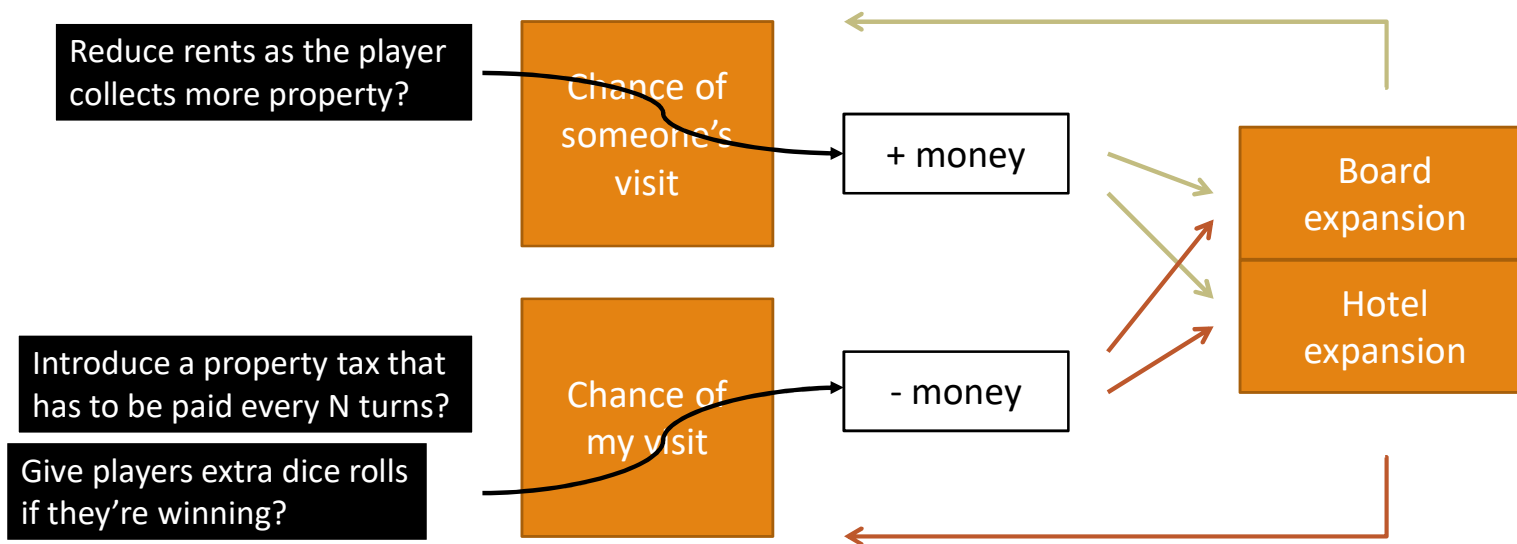 Reduce rents as the player
collects more property?
Chance of
someone’s
visit
+ money
Board
expansion
Hotel
expansion
Introduce a property tax that
has to be paid every N turns?
Give players extra dice rolls
if they’re winning?
Chance of
my visit
- money